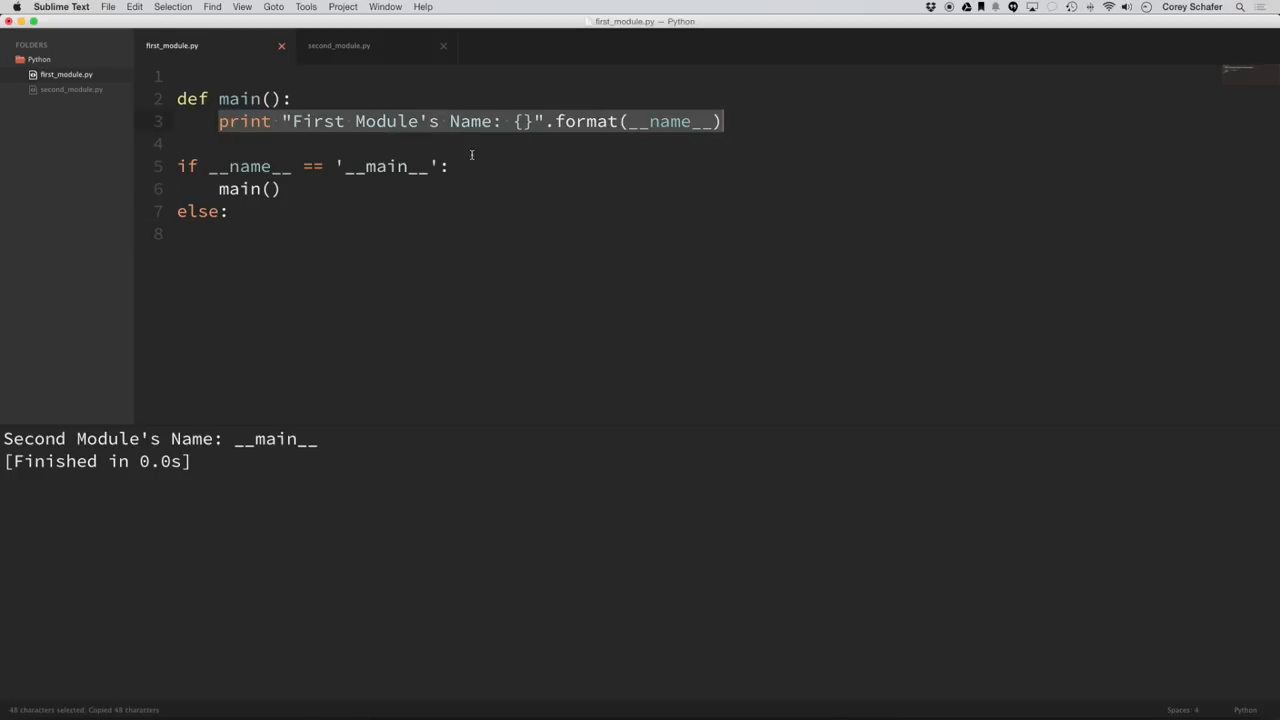 Sublime Text File Edit Selection Find View Goto Tools Project Window Help Corey Schafer
first_module.py — Python
FOLDERS
Python
first_module.py
second_module.py
first_module.py second_module.py
1
2 def main():
3 print "First Module's Name: {}".format(__name__)
4
5 if __name__ == '__main__':
6 main()
7 else:
8
Second Module's Name: __main__
[Finished in 0.0s]
48 characters selected; Copied 48 characters Spaces: 4 Python